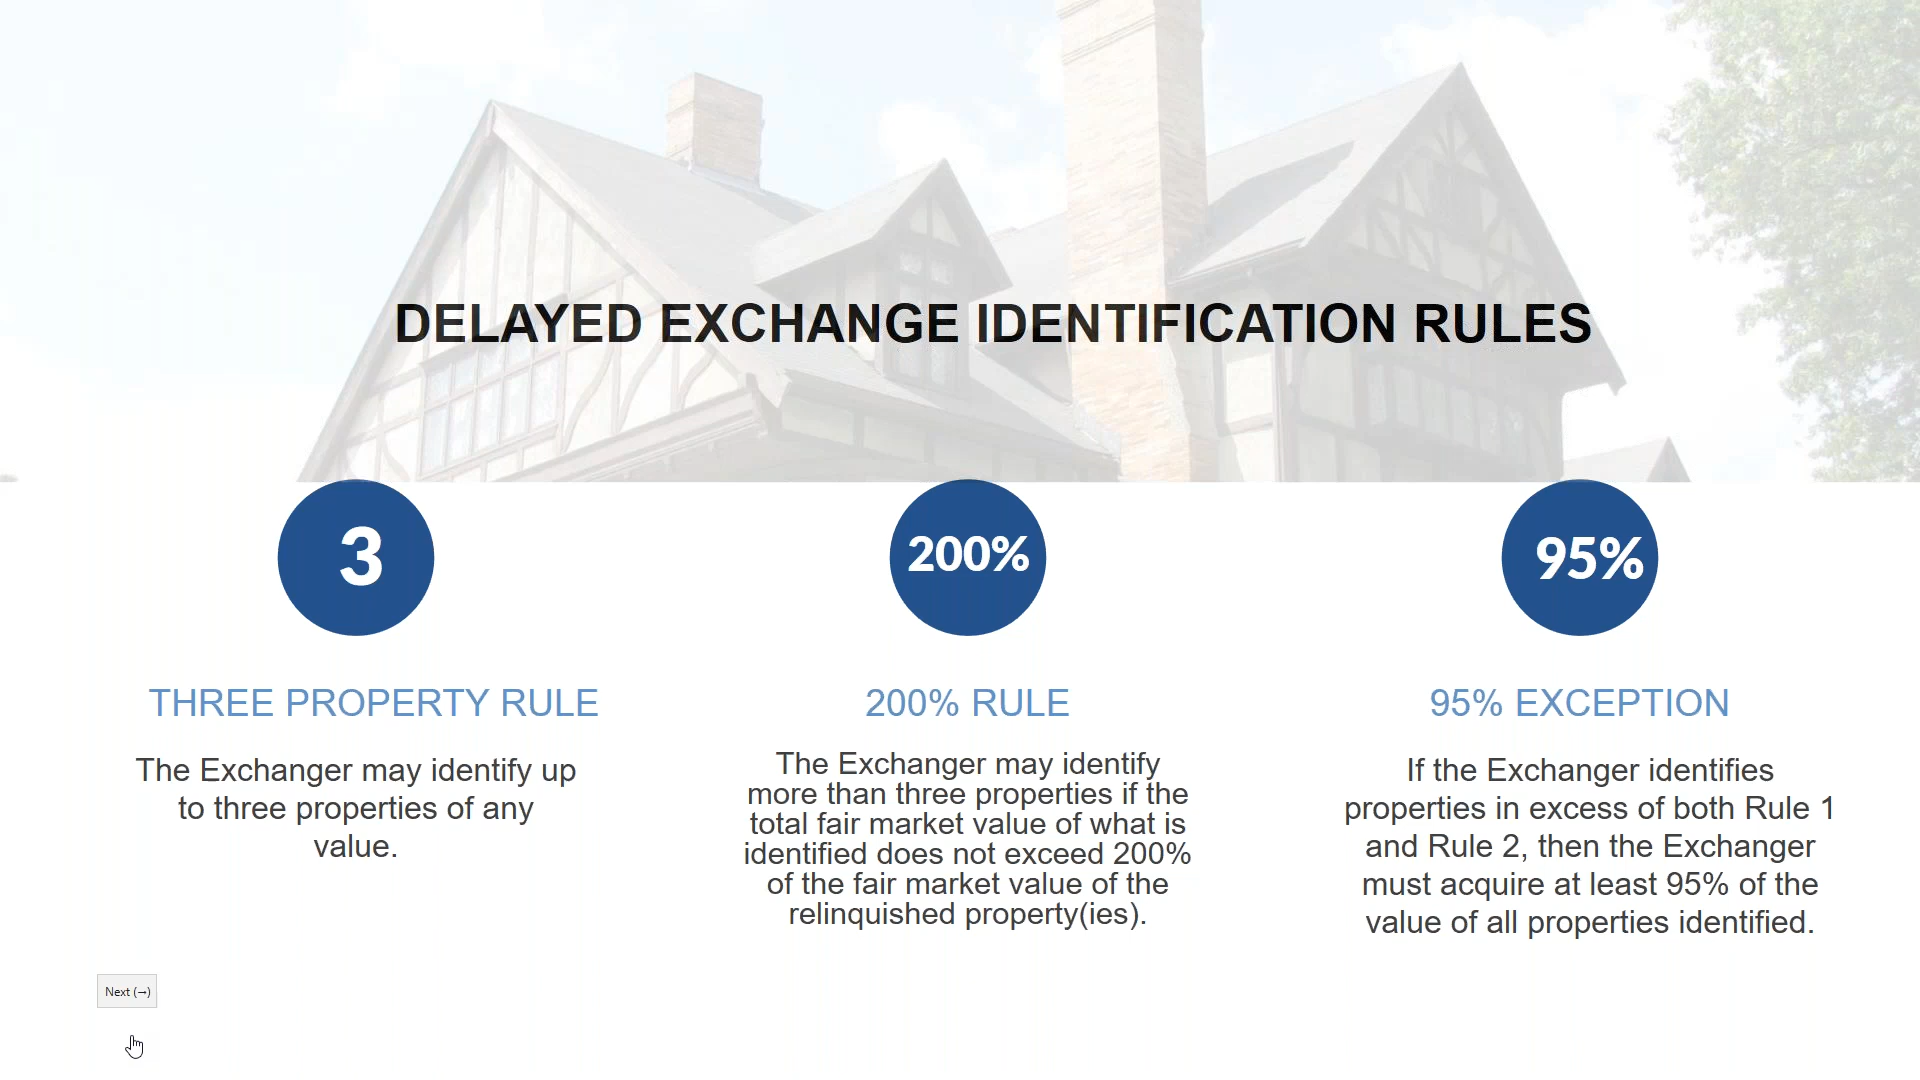 DELAYED EXCHANGE IDENTIFICATION RULES
3
THREE PROPERTY RULE
The Exchanger may identify up
to three properties of any
value.
200%
200% RULE
The Exchanger may identify
more than three properties if the
total fair market value of what is
identified does not exceed 200%
of the fair market value of the
relinquished property(ies).
95%
95% EXCEPTION
If the Exchanger identifies
properties in excess of both Rule 1
and Rule 2, then the Exchanger
must acquire at least 95% of the
value of all properties identified.
Next (→)